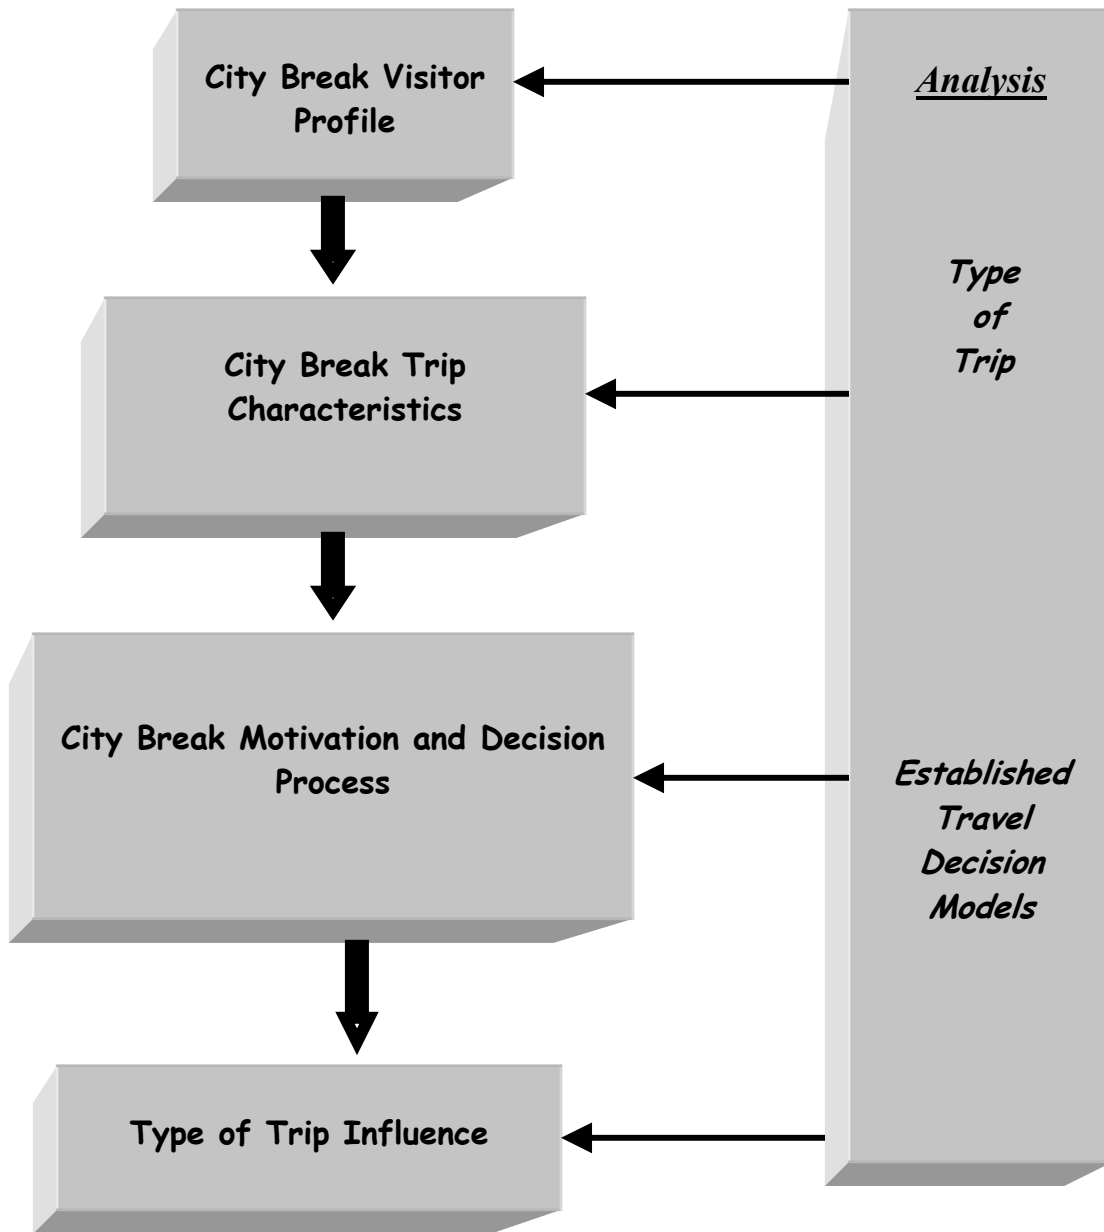 City Break Visitor
Profile
Analysis
Type
of
Trip
City Break Trip
Characteristics
City Break Motivation and Decision
Process
Established
Travel
Decision
Models
Type of Trip Influence